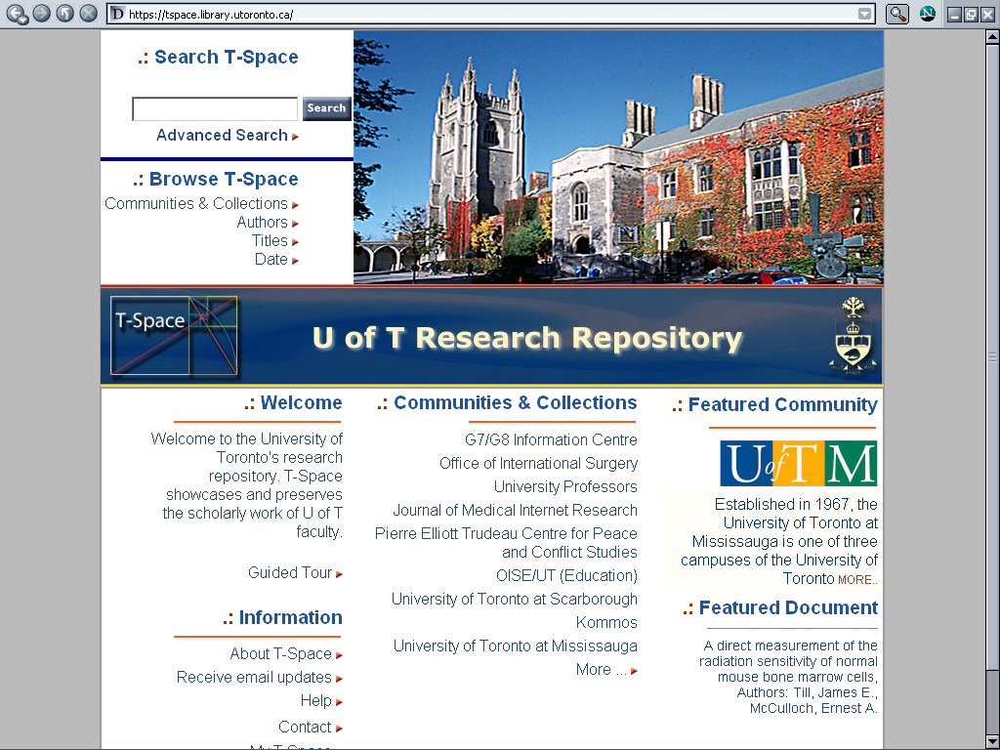 https://tspace.library.utoronto.ca/
.: Search T-Space
Search
Advanced Search
.: Browse T-Space
Communities & Collections
Authors
Titles
Date
T-Space
U of T Research Repository
.: Welcome
Welcome to the University of
Toronto's research
repository. T-Space
showcases and preserves
the scholarly work of U of T
faculty.
Guided Tour
.: Information
About T-Space
Receive email updates
Help
Contact
My T-Space
.: Communities & Collections
G7/G8 Information Centre
Office of International Surgery
University Professors
Journal of Medical Internet Research
Pierre Elliott Trudeau Centre for Peace
and Conflict Studies
OISE/UT (Education)
University of Toronto at Scarborough
Kommos
University of Toronto at Mississauga
More ...
.: Featured Community
U of T M
Established in 1967, the
University of Toronto at
Mississauga is one of three
campuses of the University of
Toronto MORE..
.: Featured Document
A direct measurement of the
radiation sensitivity of normal
mouse bone marrow cells,
Authors: Till, James E.,
McCulloch, Ernest A.